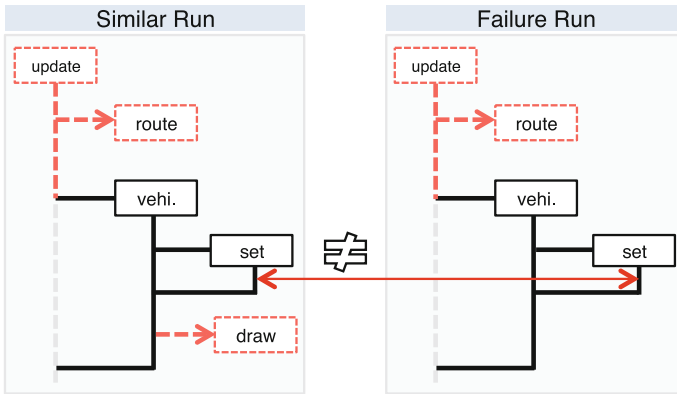 Similar Run
Failure Run
update
update
route
route
vehi.
vehi.
set
≠
set
draw